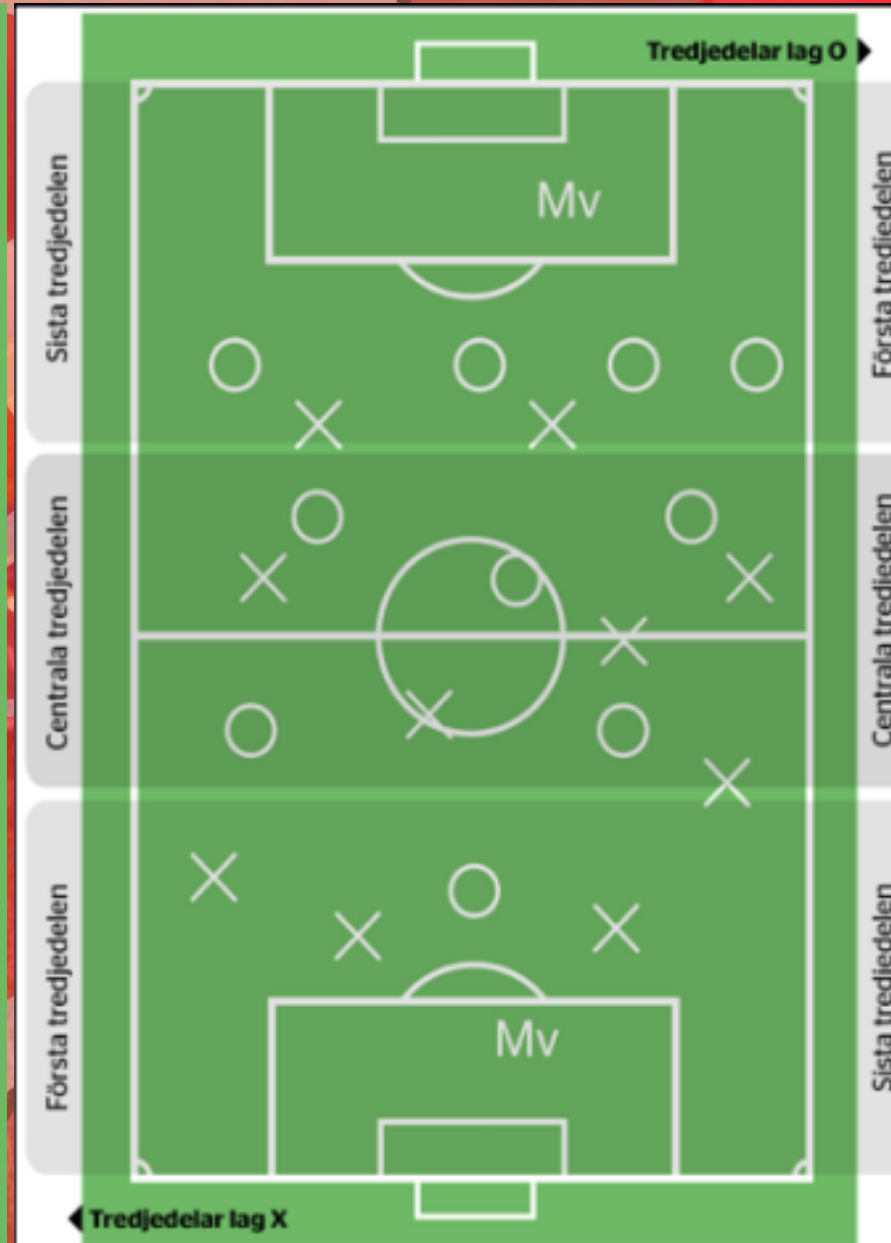 Tredjedelar lag O
Sista tredjedelen
Första tredjedelen
Mv
Centrala tredjedelen
Centrala tredjedelen
Första tredjedelen
Sista tredjedelen
Mv
Tredjedelar lag X